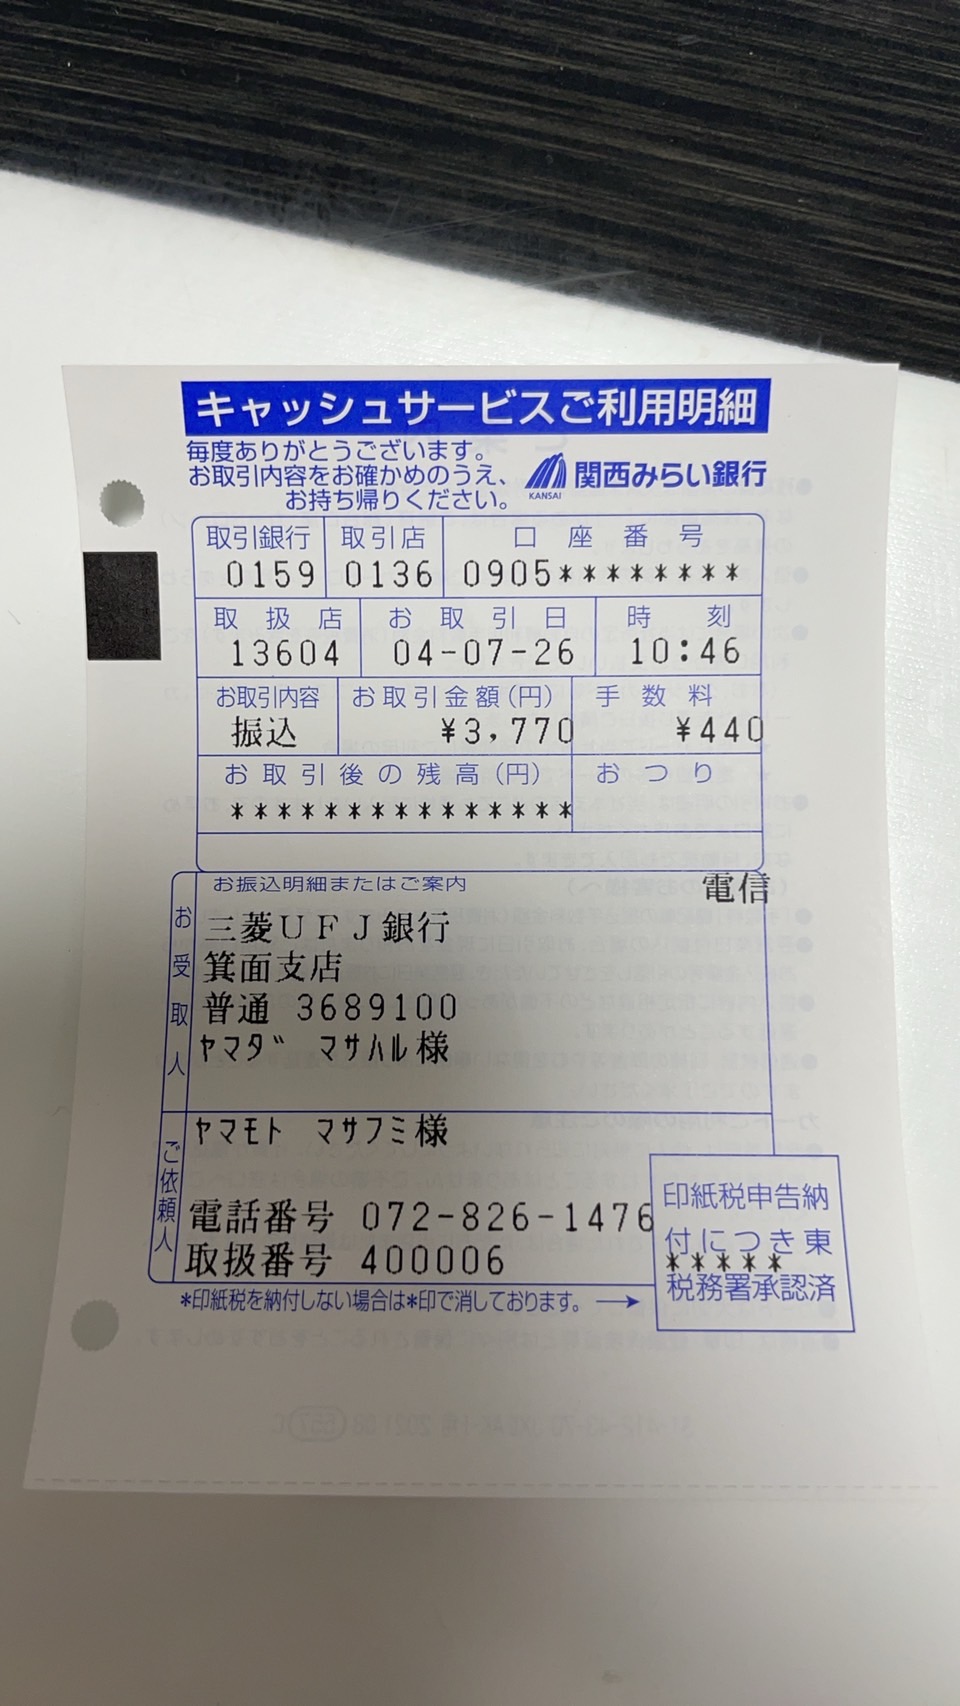 キャッシュサービスご利用明細
毎度ありがとうございます。
お取引内容をお確かめのうえ、
お持ち帰りください。
KANSAI
関西みらい銀行
取引銀行 取引店 口座番号
0159 0136 0905********
取扱店 お取引日 時刻
13604 04-07-26 10:46
お取引内容 お取引金額(円) 手数料
振込 ¥3,770 ¥440
お取引後の残高(円) おつり
***************
お振込明細またはご案内 電信
お受取人
三菱UFJ銀行
箕面支店
普通 3689100
ヤマダ マサハル様
ご依頼人
ヤマモト マサフミ様
電話番号 072-826-1476
取扱番号 400006
印紙税申告納
付につき東
*****
税務署承認済
*印紙税を納付しない場合は*印で消しております。→